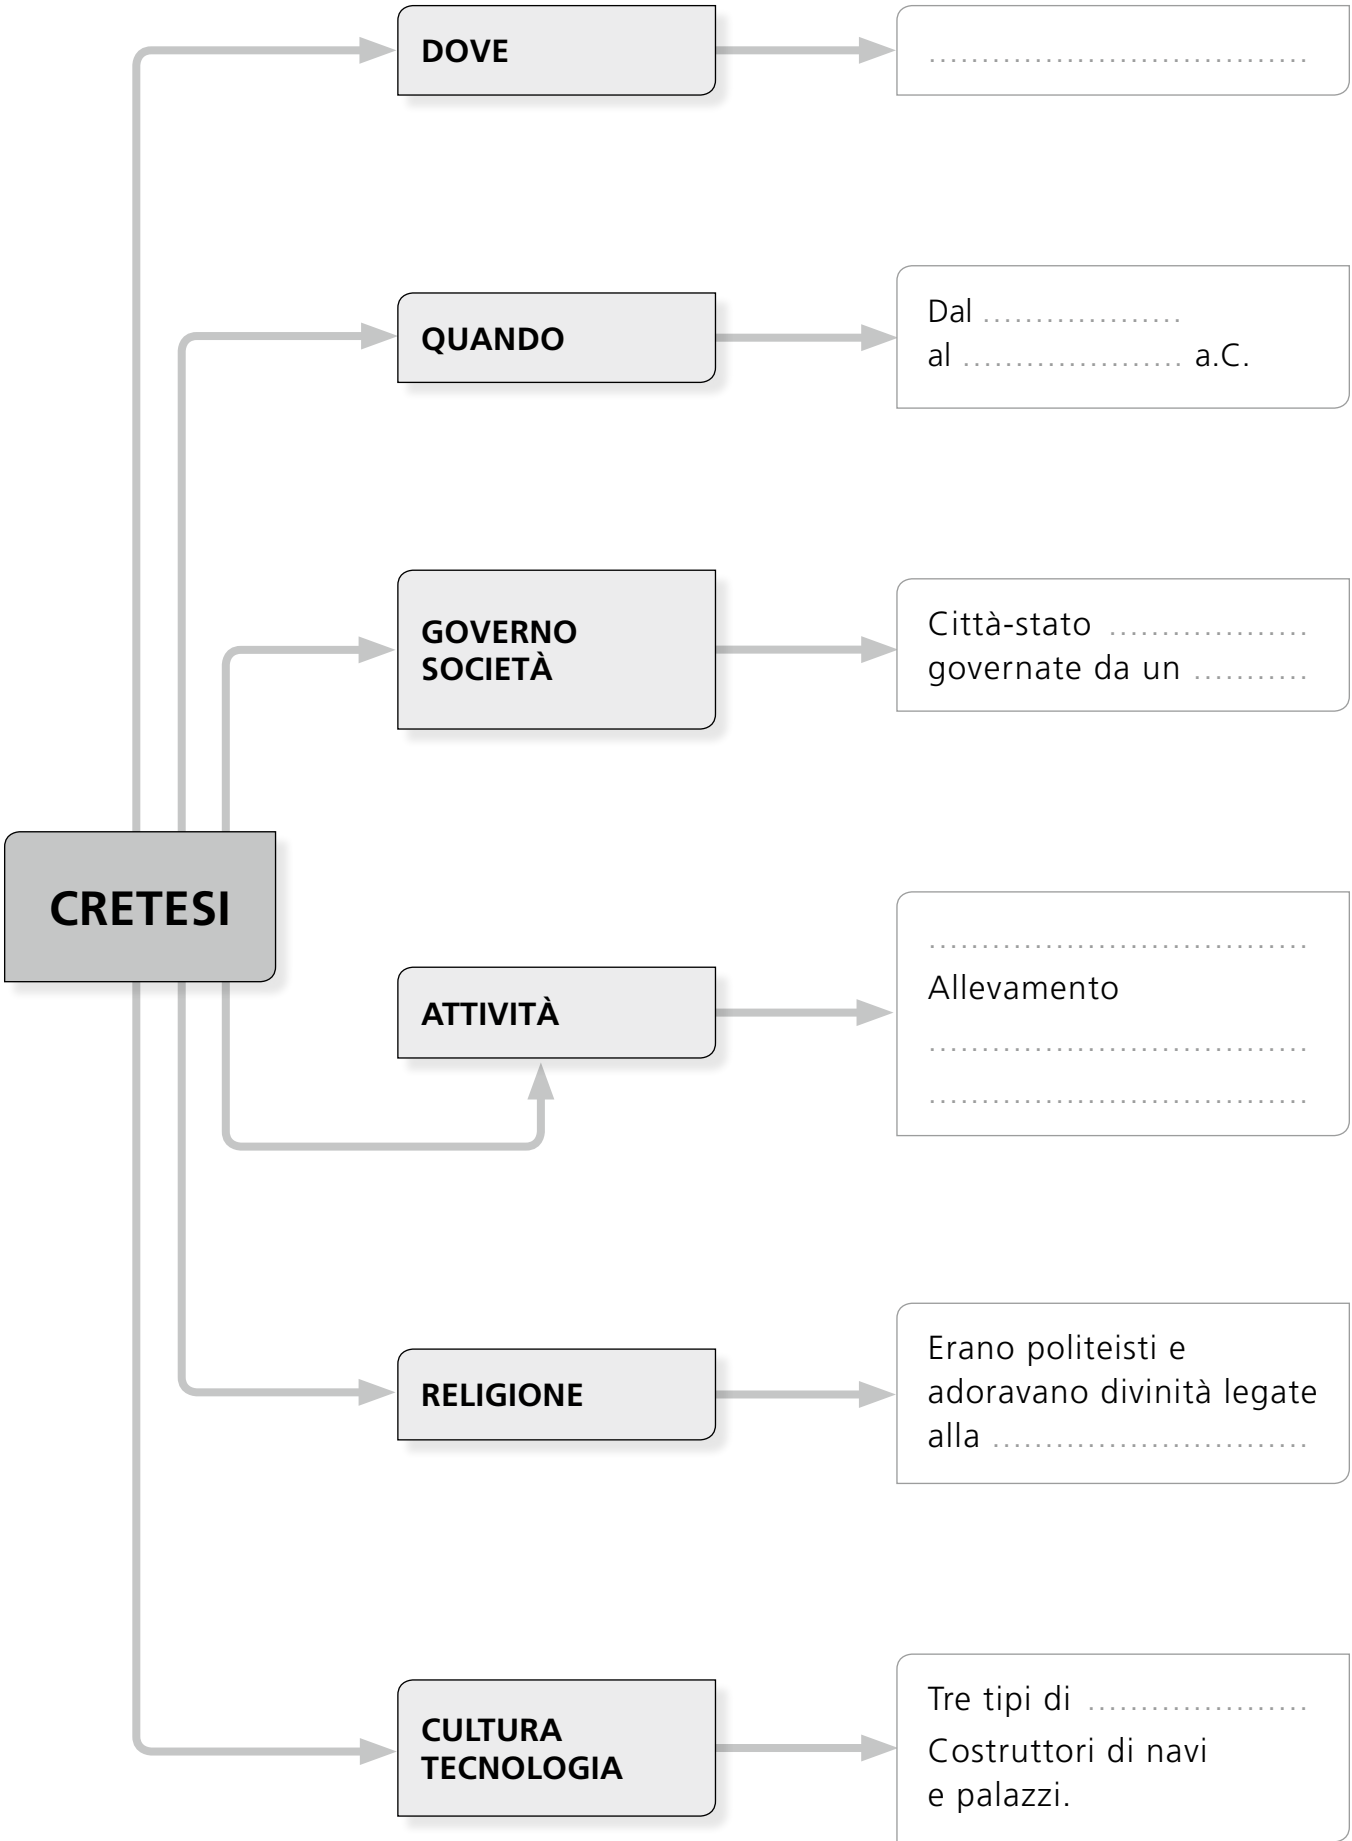 DOVE
....................................
QUANDO
Dal ...................
al ..................... a.C.
GOVERNO
SOCIETÀ
Città-stato ...................
governate da un ...........
CRETESI
ATTIVITÀ
....................................
Allevamento
....................................
....................................
RELIGIONE
Erano politeisti e
adoravano divinità legate
alla ..............................
CULTURA
TECNOLOGIA
Tre tipi di .....................
Costruttori di navi
e palazzi.